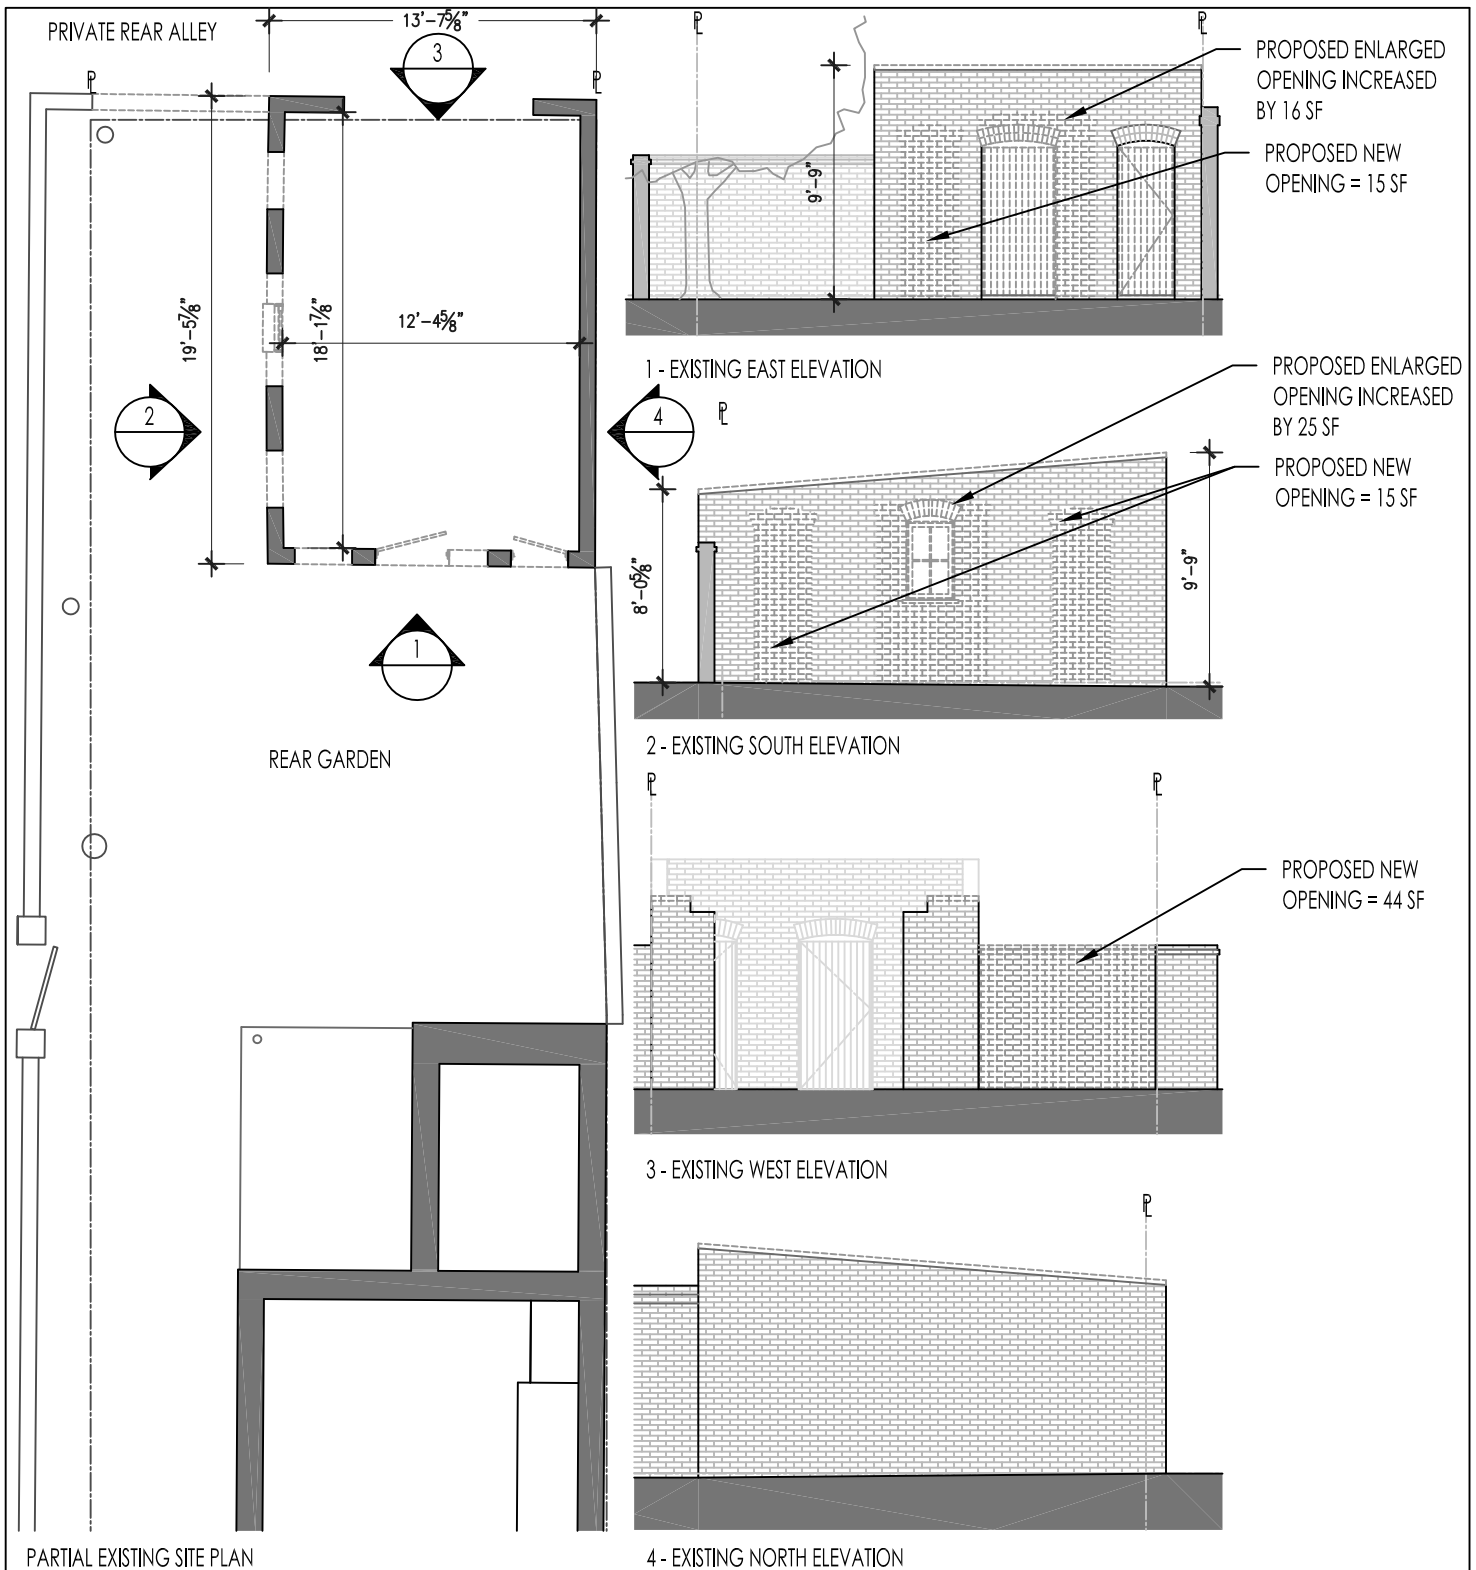 PRIVATE REAR ALLEY
13'-7⅝"
3
PL
PL
19'-5⅞"
18'-1⅞"
12'-4⅝"
2
4
1
REAR GARDEN
PARTIAL EXISTING SITE PLAN
PL
PL
9'-9"
PROPOSED ENLARGED
OPENING INCREASED
BY 16 SF
PROPOSED NEW
OPENING = 15 SF
1 - EXISTING EAST ELEVATION
PL
8'-0⅝"
9'-9"
PROPOSED ENLARGED
OPENING INCREASED
BY 25 SF
PROPOSED NEW
OPENING = 15 SF
2 - EXISTING SOUTH ELEVATION
PL
PL
PROPOSED NEW
OPENING = 44 SF
3 - EXISTING WEST ELEVATION
PL
4 - EXISTING NORTH ELEVATION